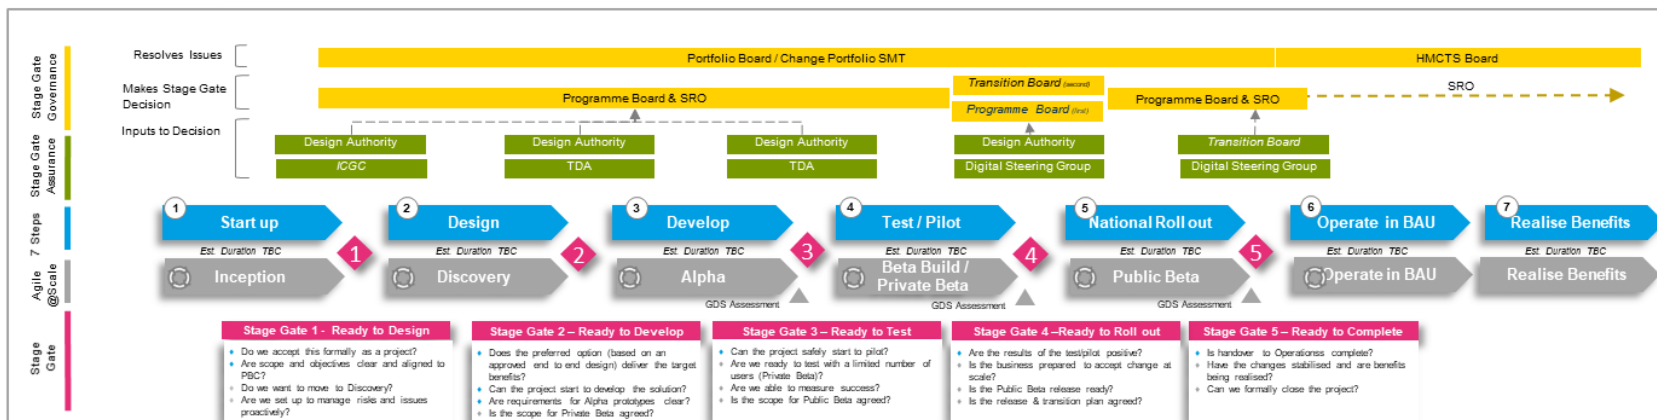 Stage Gate
Governance
Resolves Issues
Portfolio Board / Change Portfolio SMT
HMCTS Board
Makes Stage Gate
Decision
Programme Board & SRO
Transition Board (second)
Programme Board (first)
Programme Board & SRO
SRO
Inputs to Decision
Stage Gate
Assurance
Design Authority
Design Authority
Design Authority
Design Authority
Transition Board
ICGC
TDA
TDA
Digital Steering Group
Digital Steering Group
7 Steps
1
Start up
2
Design
3
Develop
4
Test / Pilot
5
National Roll out
6
Operate in BAU
7
Realise Benefits
Est. Duration TBC
Est. Duration TBC
Est. Duration TBC
Est. Duration TBC
Est. Duration TBC
Est. Duration TBC
Est. Duration TBC
1
2
3
4
5
Agile
@Scale
Inception
Discovery
Alpha
Beta Build /
Private Beta
Public Beta
Operate in BAU
Realise Benefits
GDS Assessment
GDS Assessment
GDS Assessment
Stage
Gate
Stage Gate 1 - Ready to Design
Do we accept this formally as a project?
Are scope and objectives clear and aligned to
PBC?
Do we want to move to Discovery?
Are we set up to manage risks and issues
proactively?
Stage Gate 2 – Ready to Develop
Does the preferred option (based on an
approved end to end design) deliver the target
benefits?
Can the project start to develop the solution?
Are requirements for Alpha prototypes clear?
Is the scope for Private Beta agreed?
Stage Gate 3 – Ready to Test
Can the project safely start to pilot?
Are we ready to test with a limited number of
users (Private Beta)?
Are we able to measure success?
Is the scope for Public Beta agreed?
Stage Gate 4 –Ready to Roll out
Are the results of the test/pilot positive?
Is the business prepared to accept change at
scale?
Is the Public Beta release ready?
Is the release & transition plan agreed?
Stage Gate 5 – Ready to Complete
Is handover to Operationss complete?
Have the changes stabilised and are benefits
being realised?
Can we formally close the project?